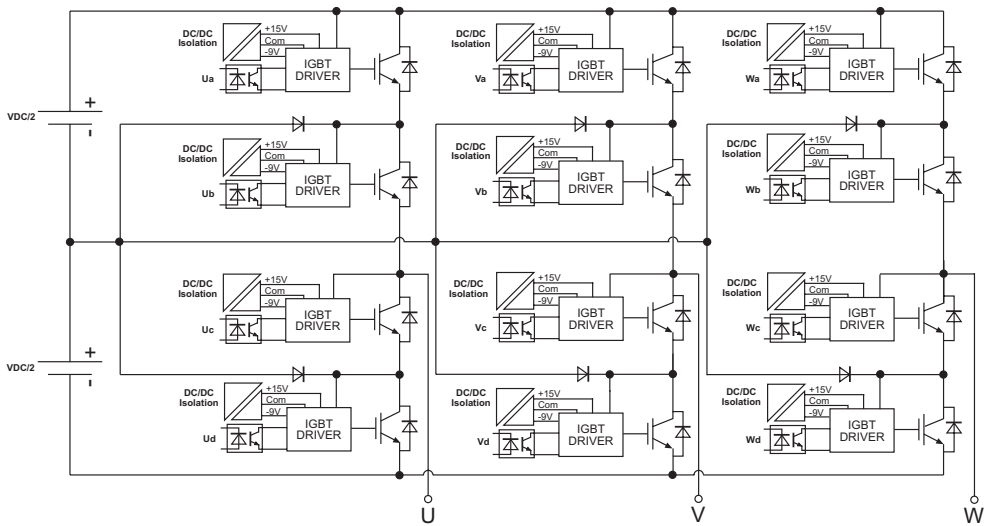 DC/DC
Isolation
+15V
Com
-9V
Ua
IGBT
DRIVER
DC/DC
Isolation
+15V
Com
-9V
Va
IGBT
DRIVER
DC/DC
Isolation
+15V
Com
-9V
Wa
IGBT
DRIVER
VDC/2
+
-
DC/DC
Isolation
+15V
Com
-9V
Ub
IGBT
DRIVER
DC/DC
Isolation
+15V
Com
-9V
Vb
IGBT
DRIVER
DC/DC
Isolation
+15V
Com
-9V
Wb
IGBT
DRIVER
DC/DC
Isolation
+15V
Com
-9V
Uc
IGBT
DRIVER
DC/DC
Isolation
+15V
Com
-9V
Vc
IGBT
DRIVER
DC/DC
Isolation
+15V
Com
-9V
Wc
IGBT
DRIVER
VDC/2
+
-
DC/DC
Isolation
+15V
Com
-9V
Ud
IGBT
DRIVER
DC/DC
Isolation
+15V
Com
-9V
Vd
IGBT
DRIVER
DC/DC
Isolation
+15V
Com
-9V
Wd
IGBT
DRIVER
U
V
W